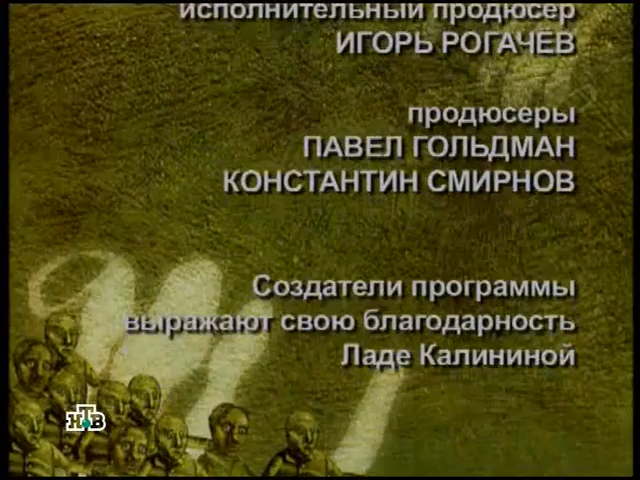 исполнительный продюсер
ИГОРЬ РОГАЧЁВ
продюсеры
ПАВЕЛ ГОЛЬДМАН
КОНСТАНТИН СМИРНОВ
Создатели программы
выражают свою благодарность
Ладе Калининой
НТВ